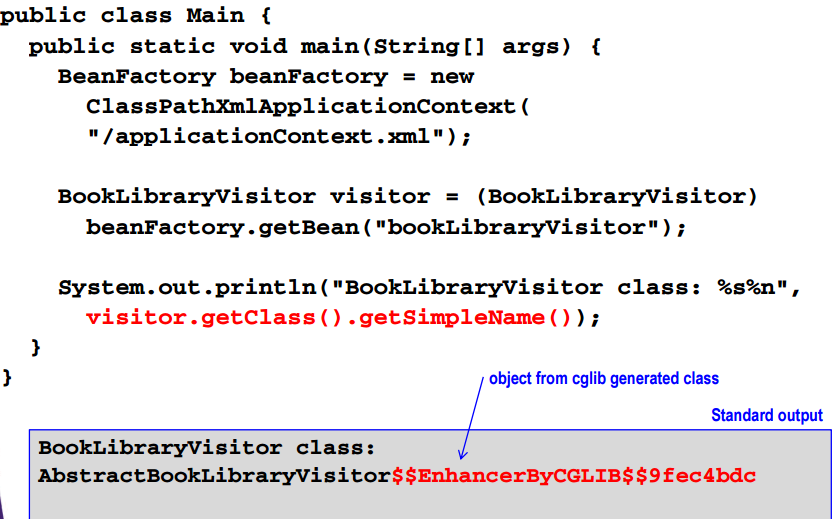 public class Main {
public static void main(String[] args) {
BeanFactory beanFactory = new
ClassPathXmlApplicationContext(
"/applicationContext.xml");
BookLibraryVisitor visitor = (BookLibraryVisitor)
beanFactory.getBean("bookLibraryVisitor");
System.out.println("BookLibraryVisitor class: %s%n",
visitor.getClass().getSimpleName());
}
}
object from cglib generated class
Standard output
BookLibraryVisitor class:
AbstractBookLibraryVisitor$$EnhancerByCGLIB$$9fec4bdc